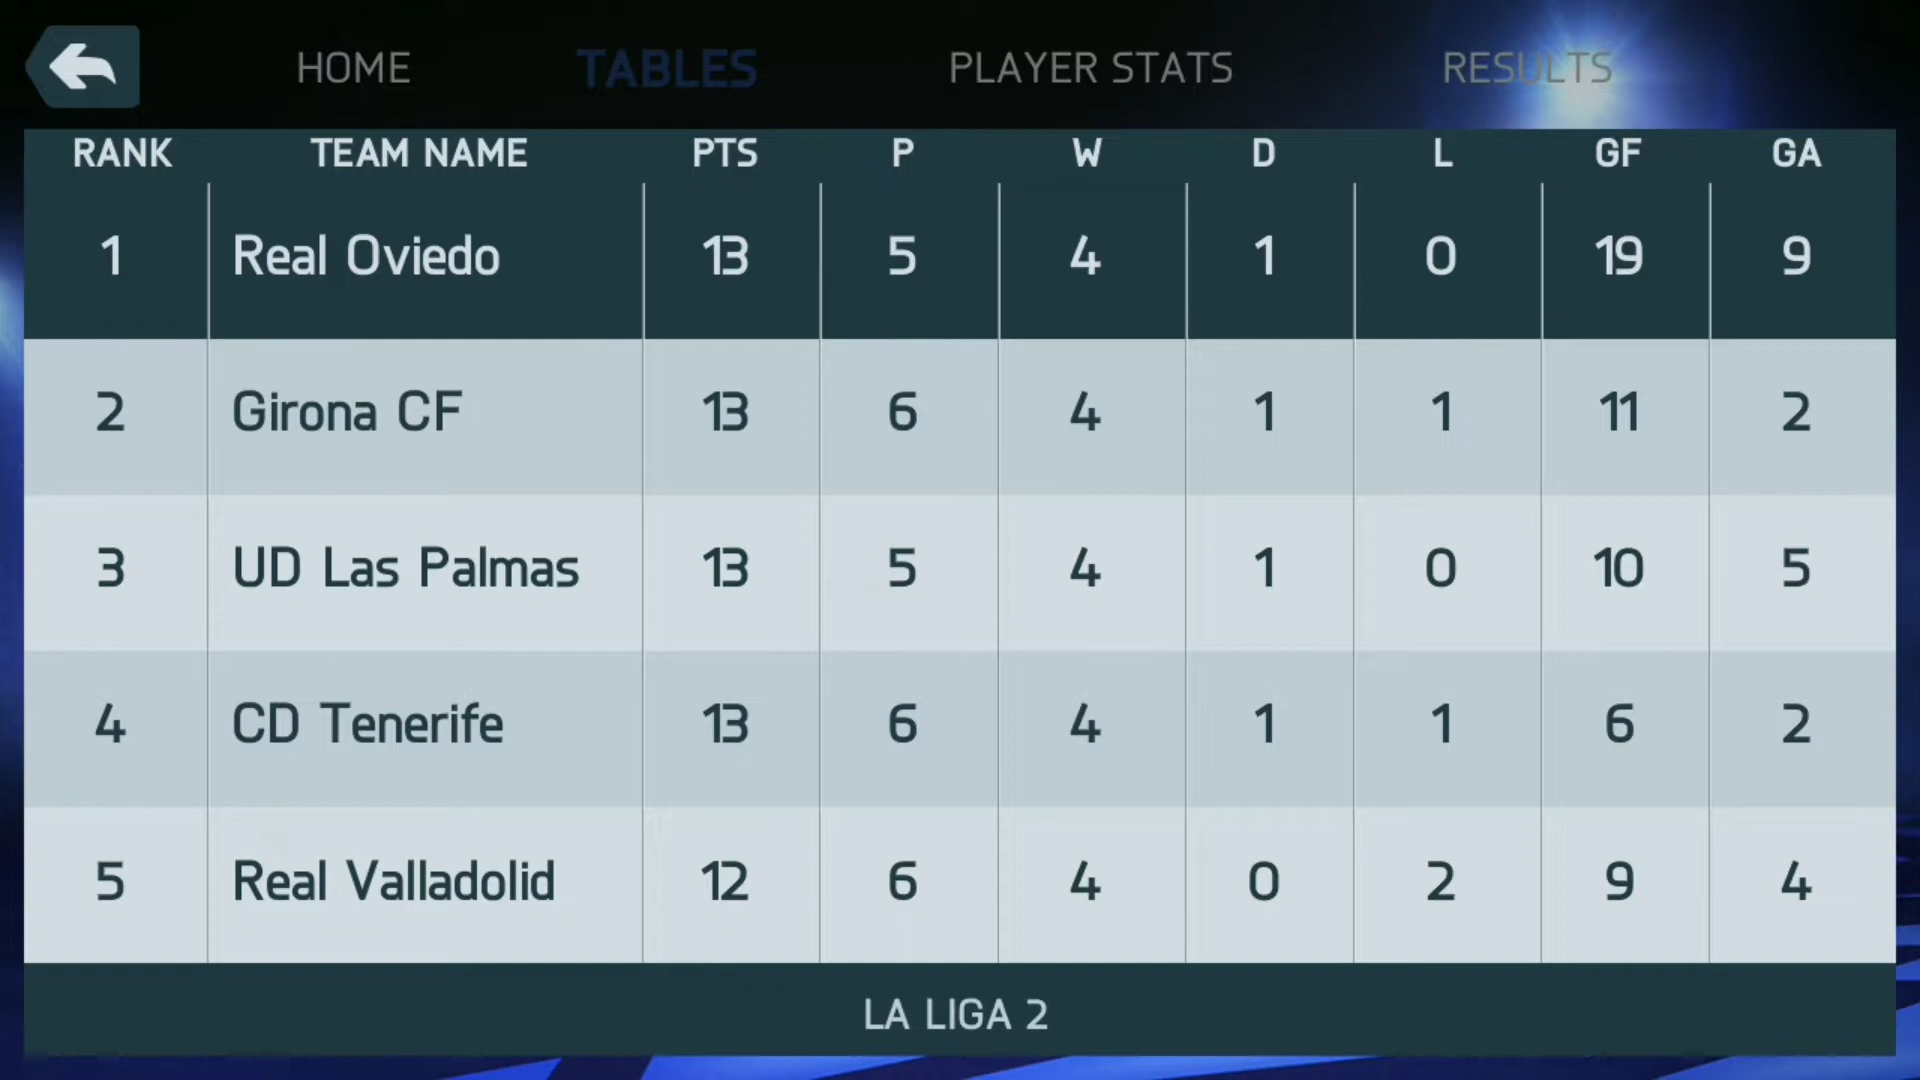 HOME TABLES PLAYER STATS RESULTS
RANK TEAM NAME PTS P W D L GF GA
1 Real Oviedo 13 5 4 1 0 19 9
2 Girona CF 13 6 4 1 1 11 2
3 UD Las Palmas 13 5 4 1 0 10 5
4 CD Tenerife 13 6 4 1 1 6 2
5 Real Valladolid 12 6 4 0 2 9 4
LA LIGA 2